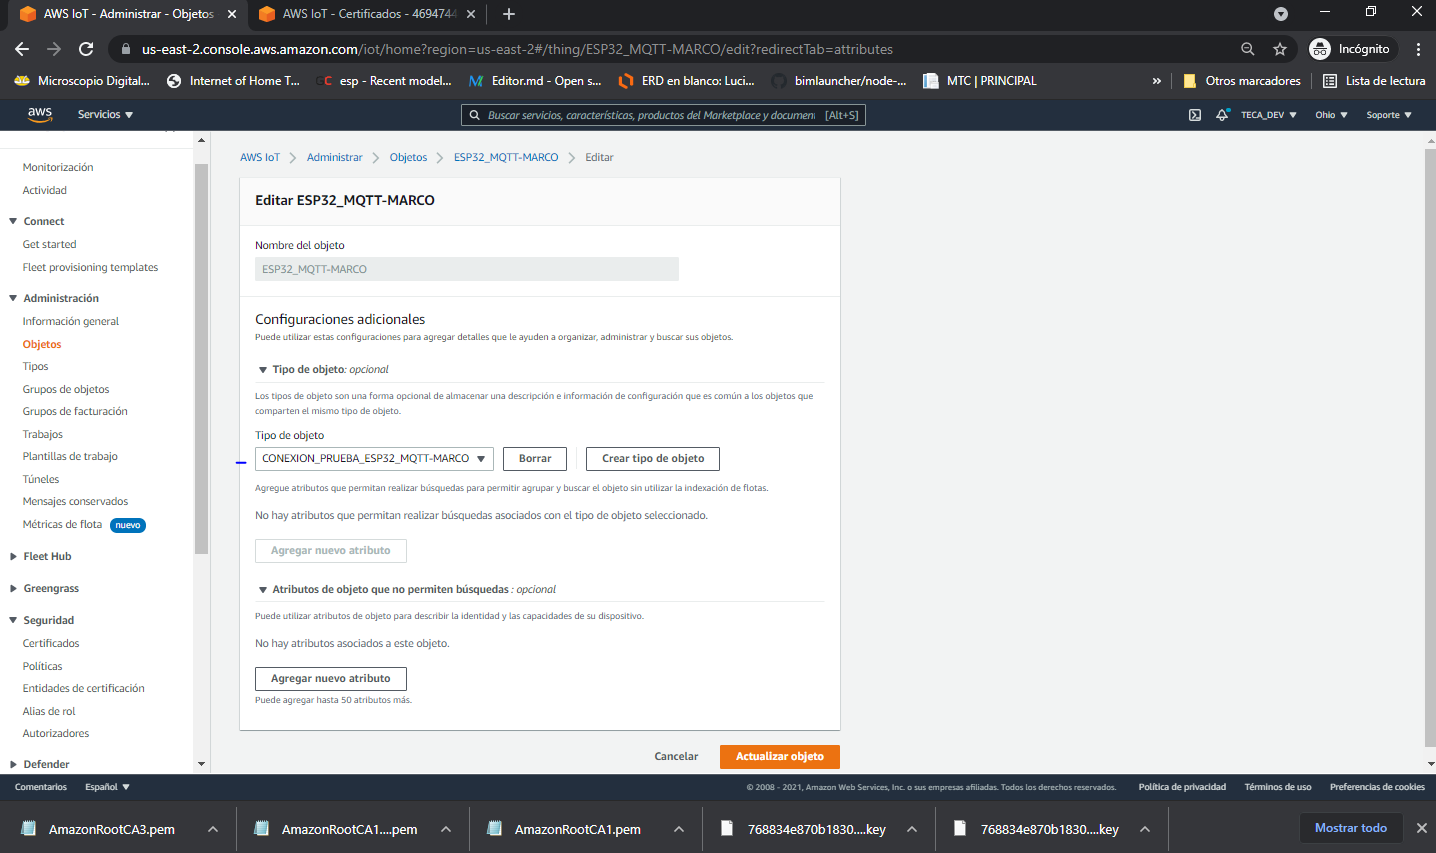 AWS IoT - Administrar - Objetos
AWS IoT - Certificados - 4694744
us-east-2.console.aws.amazon.com/iot/home?region=us-east-2#/thing/ESP32_MQTT-MARCO/edit?redirectTab=attributes
Incógnito
Microscopio Digital...
Internet of Home T...
esp - Recent model...
Editor.md - Open s...
ERD en blanco: Luci...
bimlauncher/node-...
MTC | PRINCIPAL
»
Otros marcadores
Lista de lectura
aws
Servicios
Buscar servicios, características, productos del Marketplace y document [Alt+S]
TECA_DEV
Ohio
Soporte
Monitorización
Actividad
Connect
Get started
Fleet provisioning templates
Administración
Información general
Objetos
Tipos
Grupos de objetos
Grupos de facturación
Trabajos
Plantillas de trabajo
Túneles
Mensajes conservados
Métricas de flota nuevo
Fleet Hub
Greengrass
Seguridad
Certificados
Políticas
Entidades de certificación
Alias de rol
Autorizadores
Defender
AWS IoT > Administrar > Objetos > ESP32_MQTT-MARCO > Editar
Editar ESP32_MQTT-MARCO
Nombre del objeto
ESP32_MQTT-MARCO
Configuraciones adicionales
Puede utilizar estas configuraciones para agregar detalles que le ayuden a organizar, administrar y buscar sus objetos.
Tipo de objeto: opcional
Los tipos de objeto son una forma opcional de almacenar una descripción e información de configuración que es común a los objetos que
comparten el mismo tipo de objeto.
Tipo de objeto
CONEXION_PRUEBA_ESP32_MQTT-MARCO
Borrar
Crear tipo de objeto
Agregue atributos que permitan realizar búsquedas para permitir agrupar y buscar el objeto sin utilizar la indexación de flotas.
No hay atributos que permitan realizar búsquedas asociados con el tipo de objeto seleccionado.
Agregar nuevo atributo
Atributos de objeto que no permiten búsquedas : opcional
Puede utilizar atributos de objeto para describir la identidad y las capacidades de su dispositivo.
No hay atributos asociados a este objeto.
Agregar nuevo atributo
Puede agregar hasta 50 atributos más.
Cancelar
Actualizar objeto
Comentarios
Español
© 2008 - 2021, Amazon Web Services, Inc. o sus empresas afiliadas. Todos los derechos reservados.
Política de privacidad
Términos de uso
Preferencias de cookies
AmazonRootCA3.pem
AmazonRootCA1....pem
AmazonRootCA1.pem
768834e870b1830....key
768834e870b1830....key
Mostrar todo